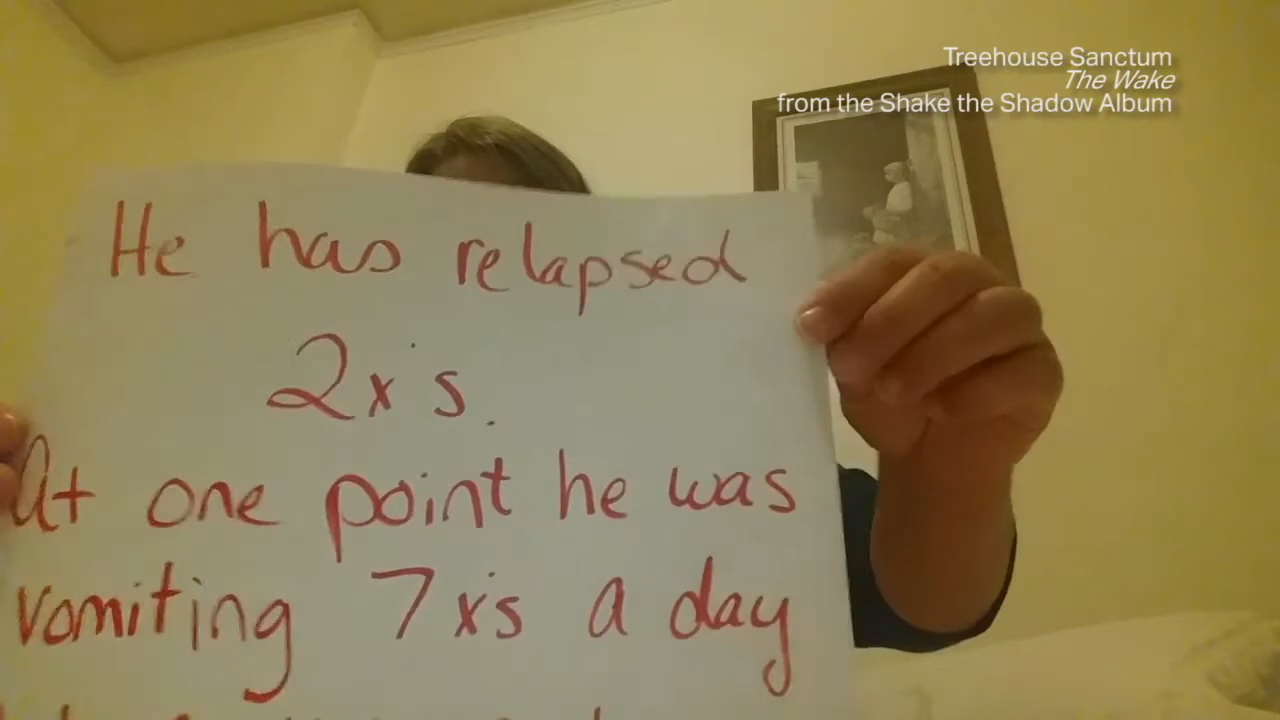 Treehouse Sanctum
The Wake
from the Shake the Shadow Album
He has relapsed
2x's.
At one point he was
vomiting 7x's a day